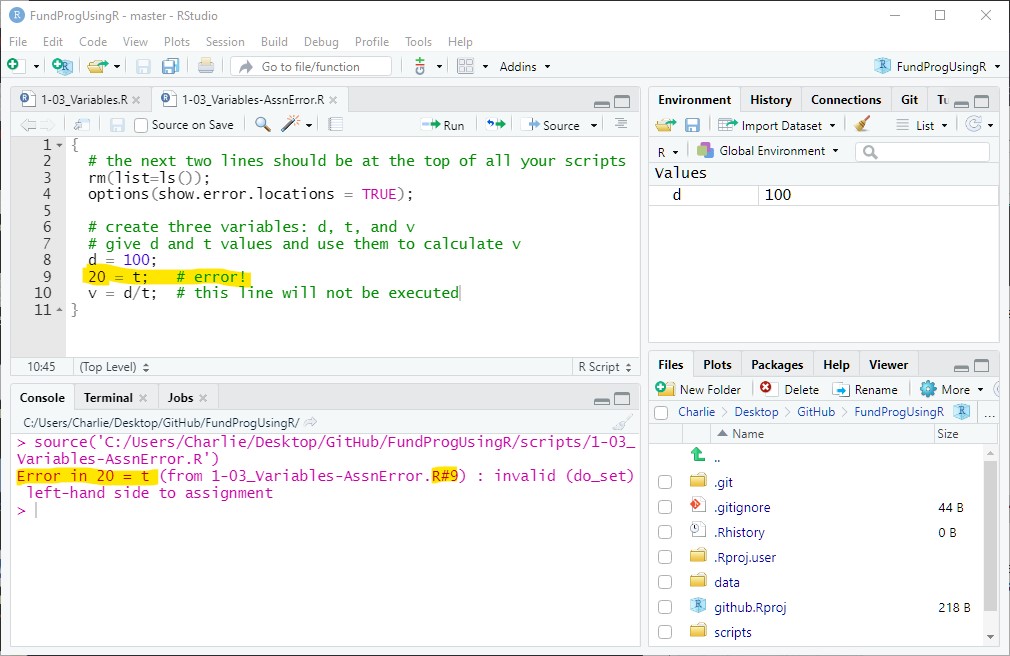 FundProgUsingR - master - RStudio
File Edit Code View Plots Session Build Debug Profile Tools Help
Go to file/function Addins FundProgUsingR
1-03_Variables.R 1-03_Variables-AssnError.R
Source on Save Run Source
1 {
2 # the next two lines should be at the top of all your scripts
3 rm(list=ls());
4 options(show.error.locations = TRUE);
5
6 # create three variables: d, t, and v
7 # give d and t values and use them to calculate v
8 d = 100;
9 20 = t; # error!
10 v = d/t; # this line will not be executed
11 }
10:45 (Top Level) R Script
Console Terminal Jobs
C:/Users/Charlie/Desktop/GitHub/FundProgUsingR/
> source('C:/Users/Charlie/Desktop/GitHub/FundProgUsingR/scripts/1-03_
Variables-AssnError.R')
Error in 20 = t (from 1-03_Variables-AssnError.R#9) : invalid (do_set)
left-hand side to assignment
>
Environment History Connections Git Tu
Import Dataset List
R Global Environment
Values
d 100
Files Plots Packages Help Viewer
New Folder Delete Rename More
Charlie Desktop GitHub FundProgUsingR ...
Name Size
..
.git
.gitignore 44 B
.Rhistory 0 B
.Rproj.user
data
github.Rproj 218 B
scripts